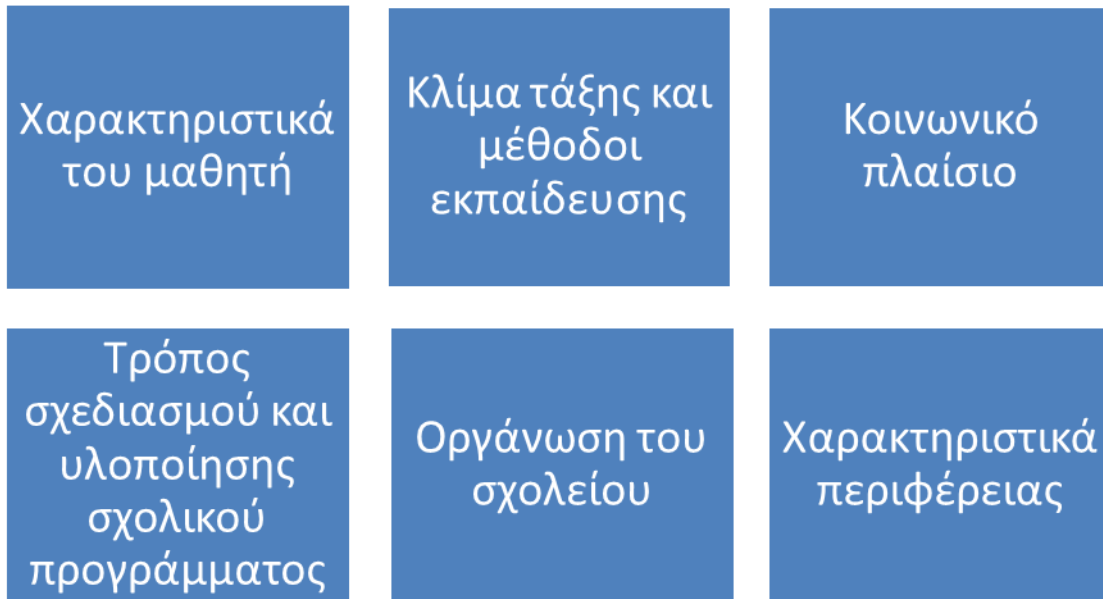 Χαρακτηριστικά
του μαθητή
Κλίμα τάξης και
μέθοδοι
εκπαίδευσης
Κοινωνικό
πλαίσιο
Τρόπος
σχεδιασμού και
υλοποίησης
σχολικού
προγράμματος
Οργάνωση του
σχολείου
Χαρακτηριστικά
περιφέρειας